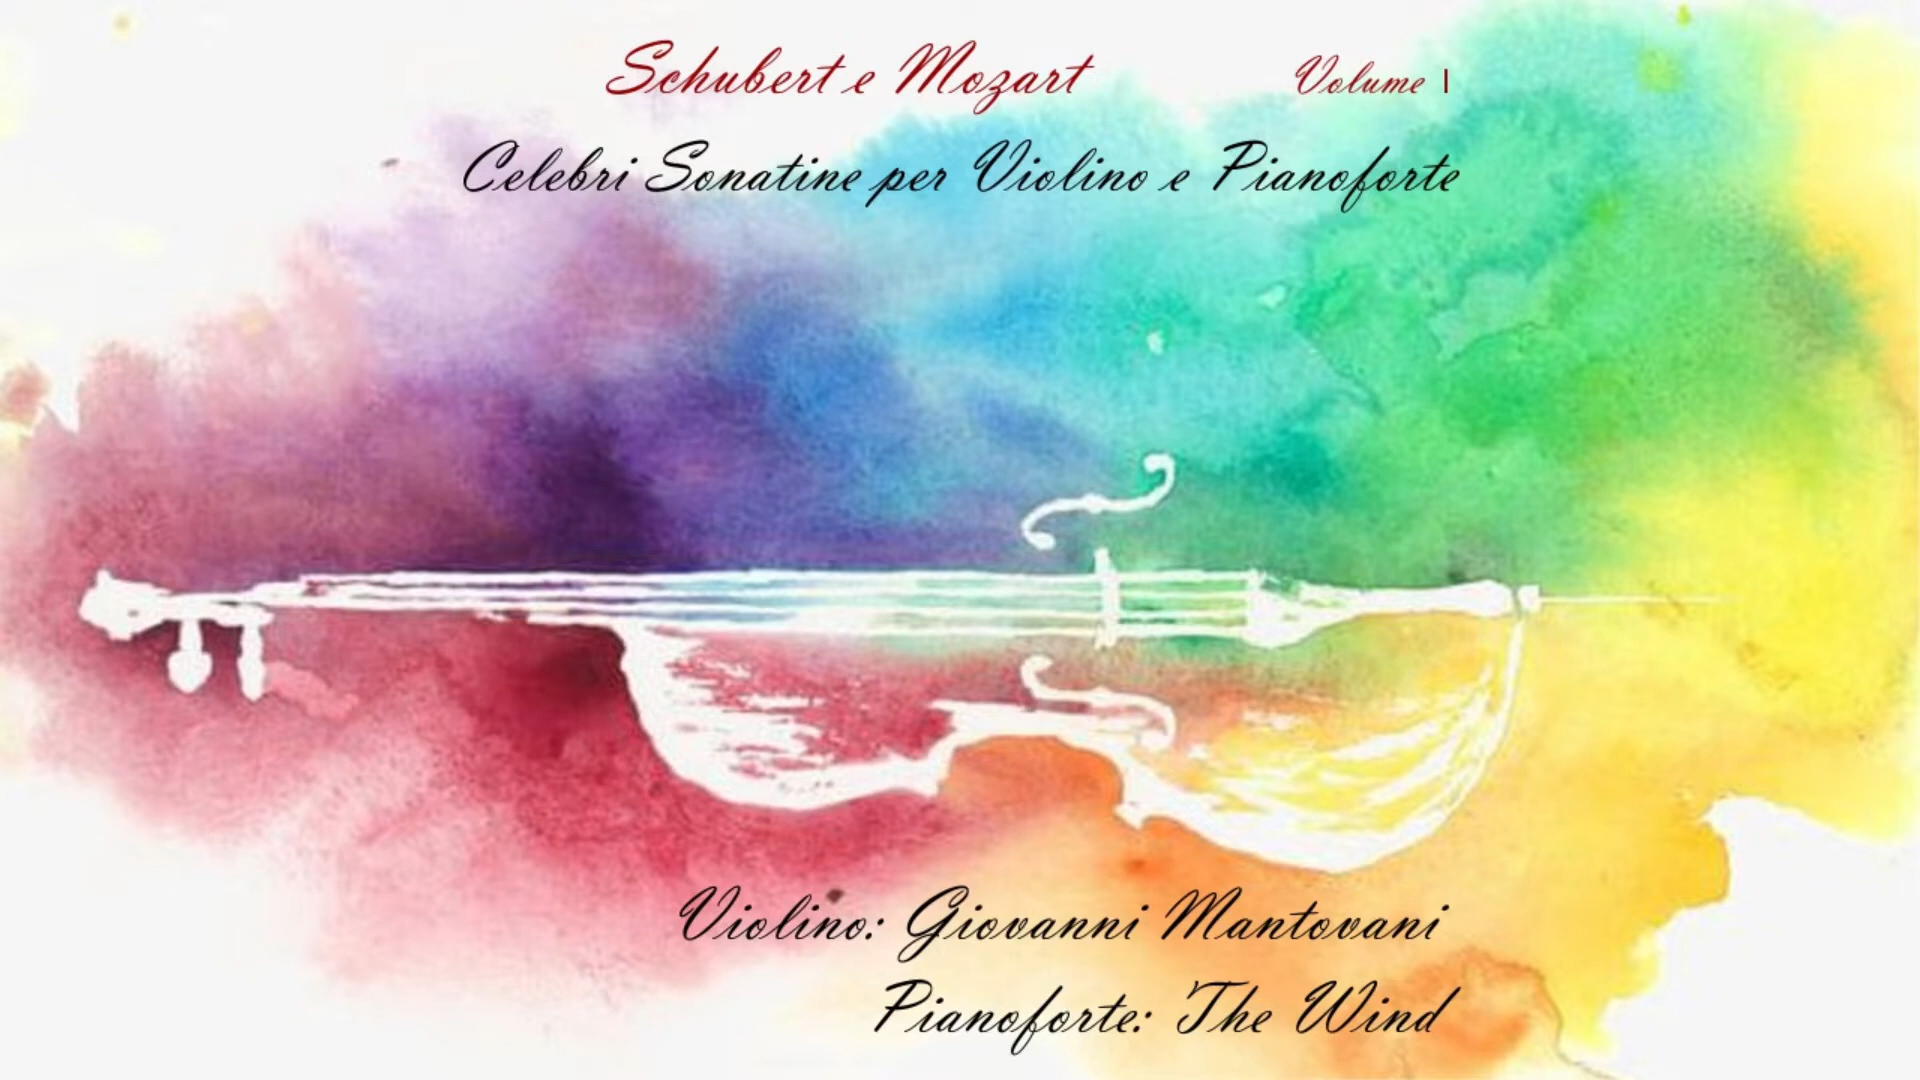 Schubert e Mozart Volume 1
Celebri Sonatine per Violino e Pianoforte
Violino: Giovanni Mantovani
Pianoforte: The Wind